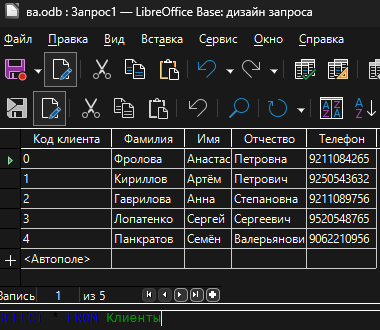 ва.odb : Запрос1 — LibreOffice Base: дизайн запроса
Файл Правка Вид Вставка Сервис Окно Справка
Код клиента Фамилия Имя Отчество Телефон
0 Фролова Анастас Петровна 9211084265
1 Кириллов Артём Петрович 9250543632
2 Гаврилова Анна Степановна 9211089756
3 Лопатенко Сергей Сергеевич 9520548765
4 Панкратов Семён Валерьянови 9062210956
<Автополе>
Запись 1 из 5
SELECT * FROM Клиенты